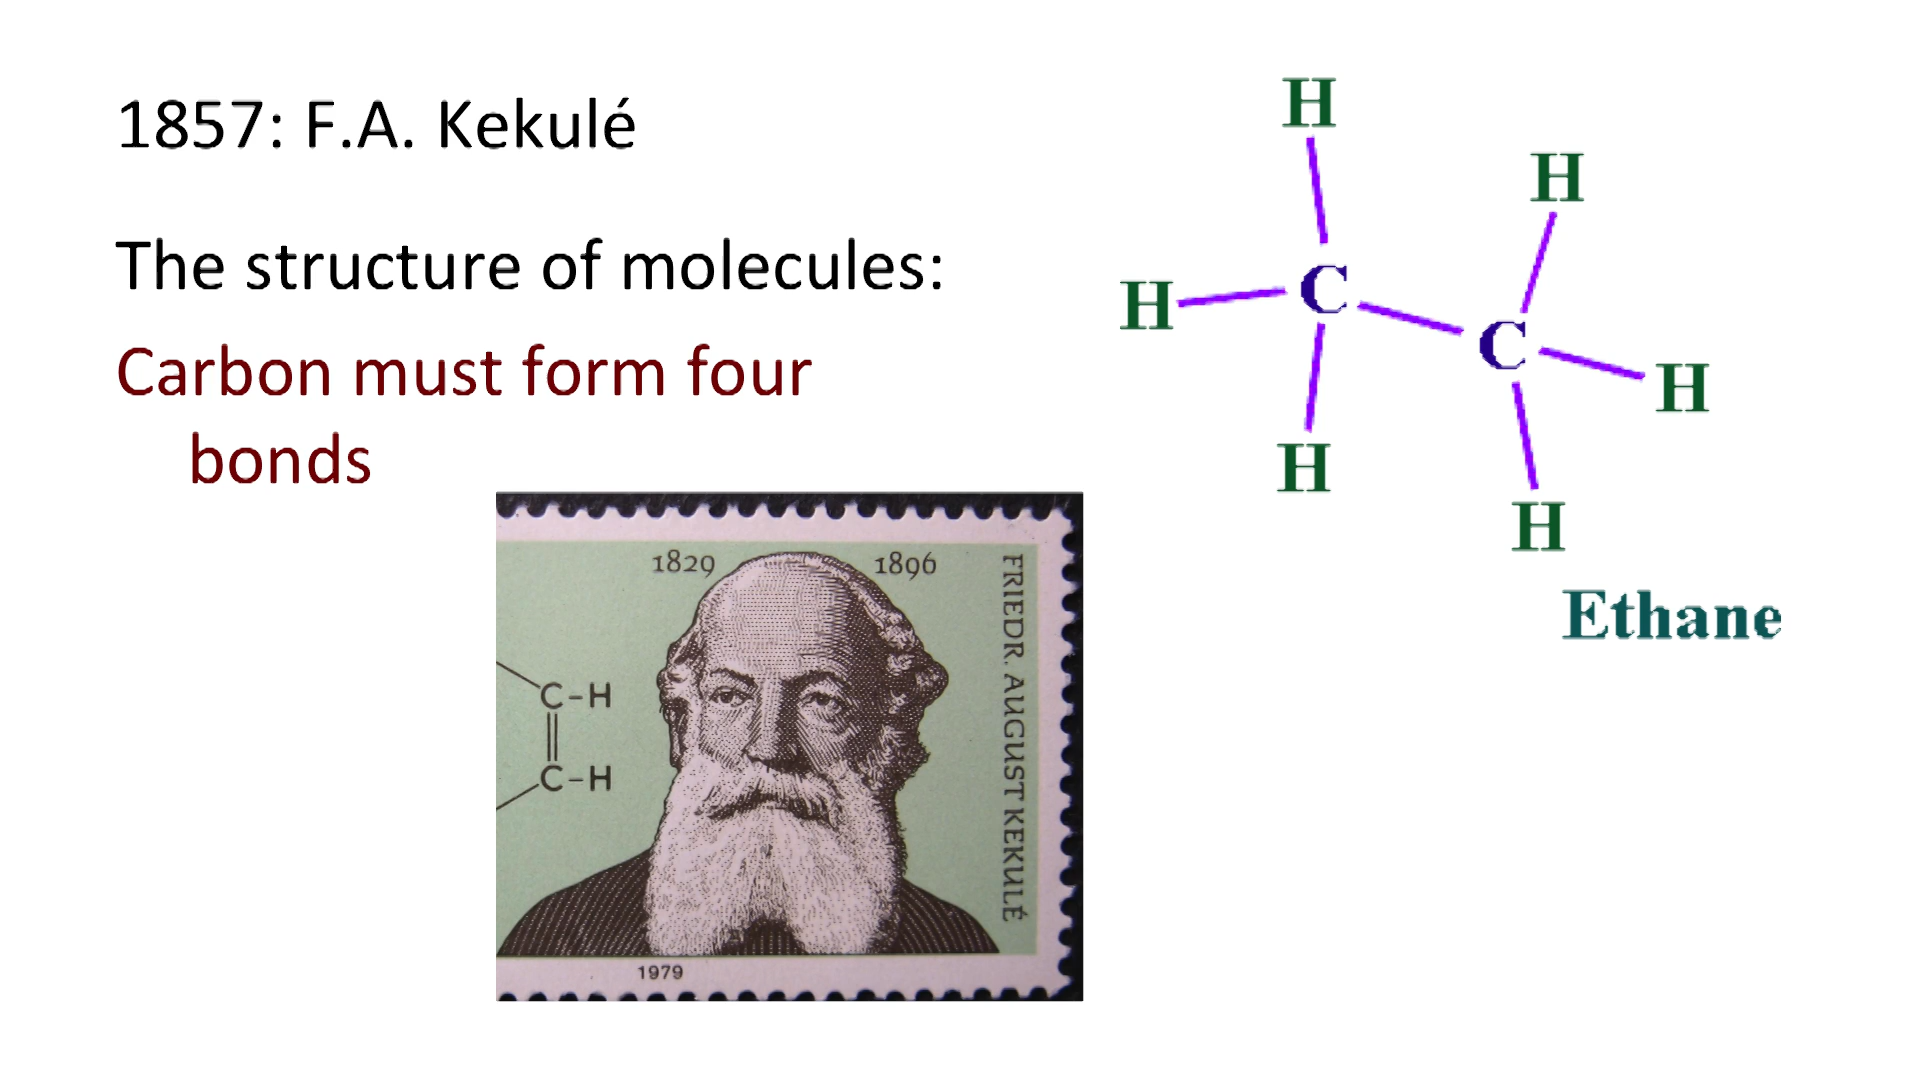 1857: F.A. Kekulé
The structure of molecules:
Carbon must form four
bonds
H
H
C
H
C
H
H
H
Ethane
1829
1896
FRIEDR. AUGUST KEKULÉ
C-H
C-H
1979